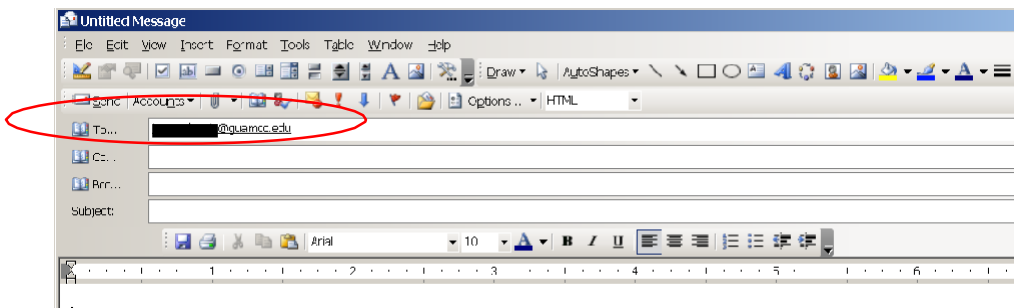 Untitled Message
File Edit View Insert Format Tools Table Window Help
A Draw AutoShapes A
Send Accounts Options... HTML
To... @guamcc.edu
Cc...
Bcc...
Subject:
Arial 10 A B I U
1 2 3 4 5 6